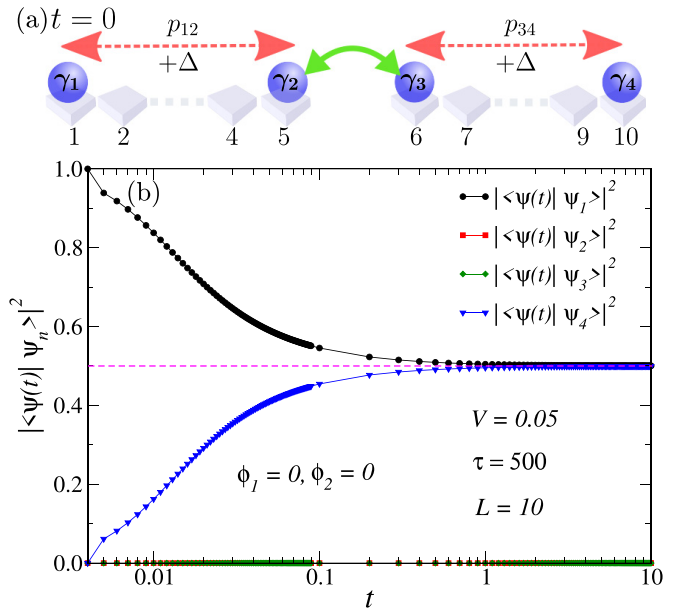 (a) t = 0
p₁₂ p₃₄
+Δ +Δ
γ₁ γ₂ γ₃ γ₄
1 2 4 5 6 7 9 10
(b)
|<ψ(t)| ψ₁>|²
|<ψ(t)| ψ₂>|²
|<ψ(t)| ψ₃>|²
|<ψ(t)| ψ₄>|²
|<ψ(t)| ψₙ>|²
1.0
0.8
0.6
0.4
0.2
0.0
V = 0.05
τ = 500
ϕ₁ = 0, ϕ₂ = 0
L = 10
0.01 0.1 1 10
t